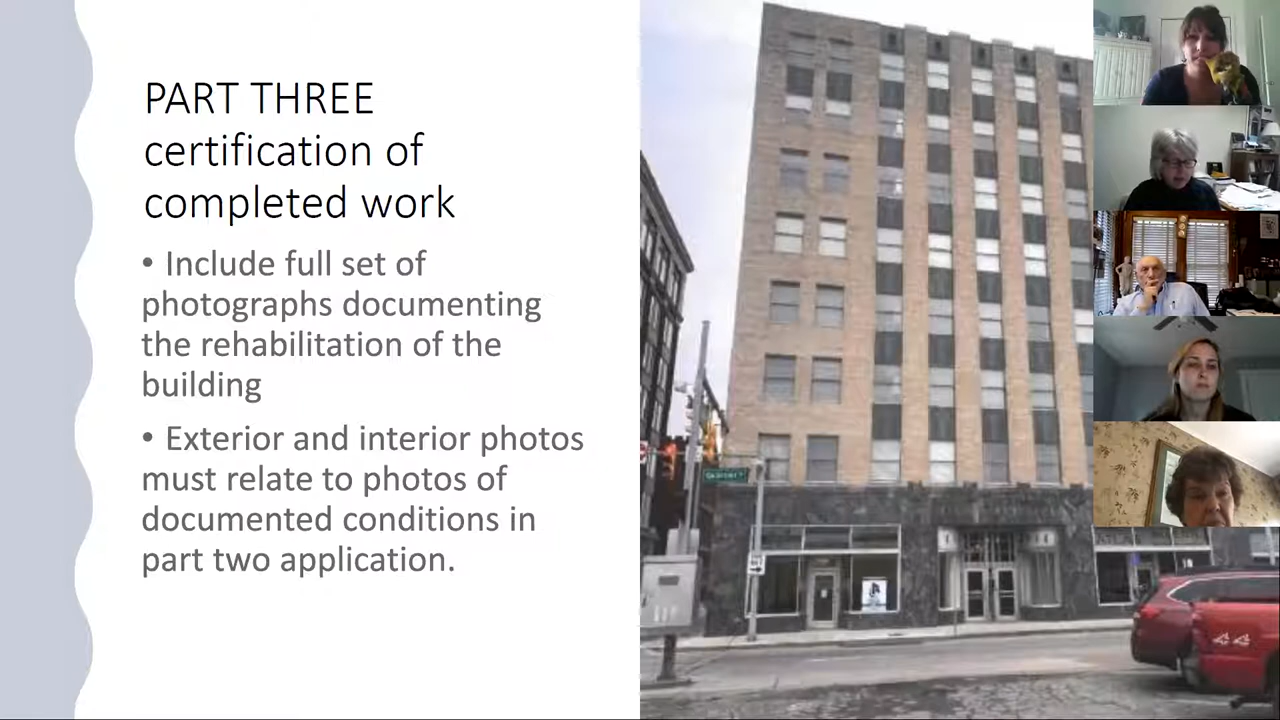 PART THREE
certification of
completed work
• Include full set of
photographs documenting
the rehabilitation of the
building
• Exterior and interior photos
must relate to photos of
documented conditions in
part two application.